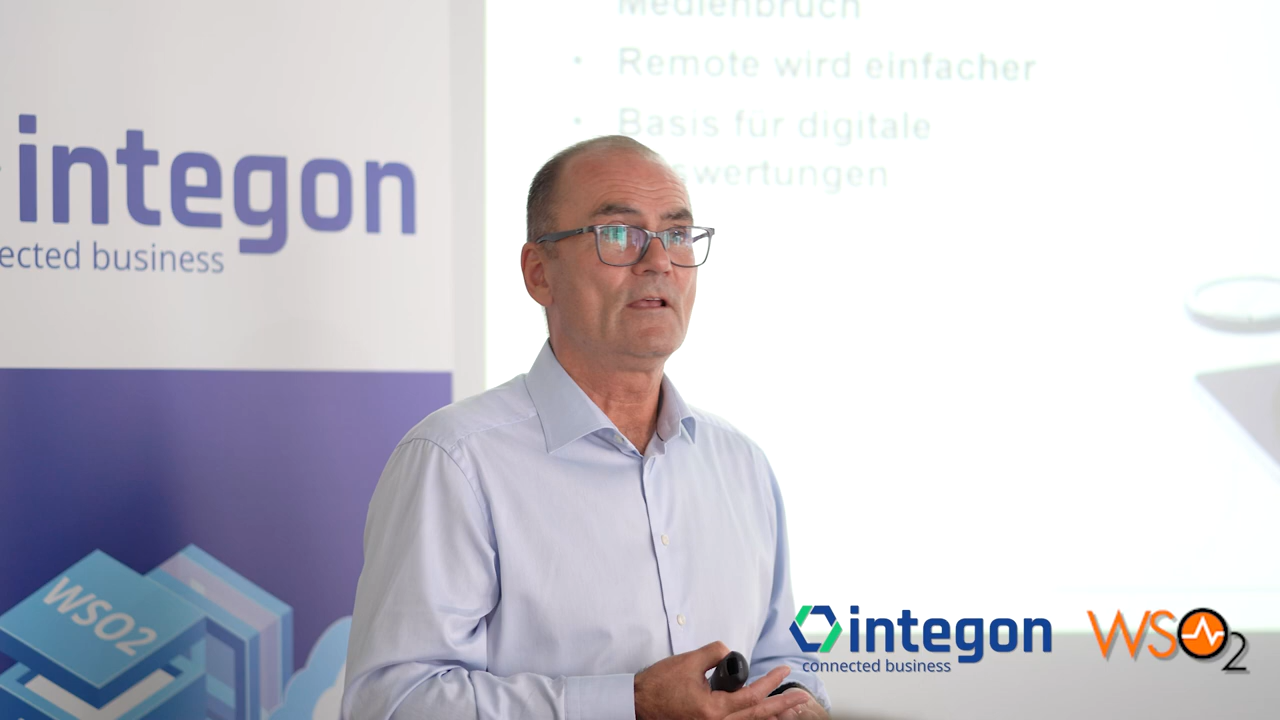 integon
ected business
WSO2
Medienbruch
• Remote wird einfacher
• Basis für digitale
swertungen
integon
connected business
WSO2